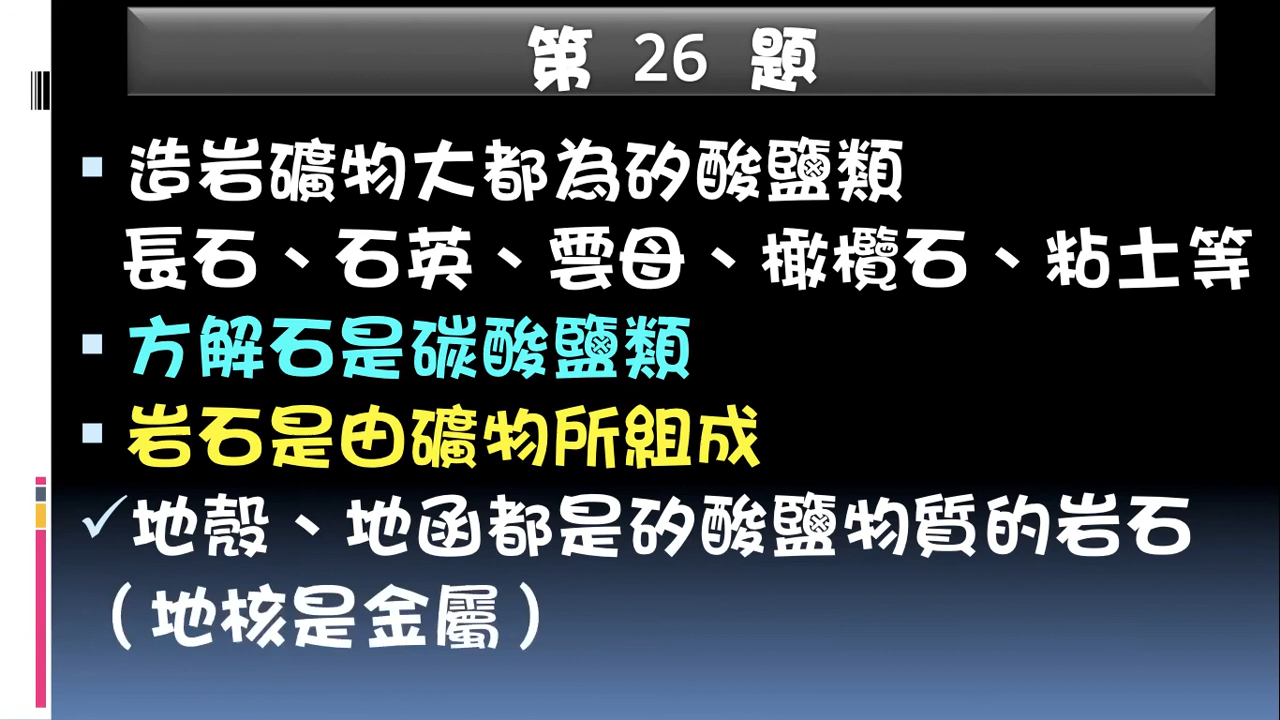 第 26 題
造岩礦物大都為矽酸鹽類
長石、石英、雲母、橄欖石、粘土等
方解石是碳酸鹽類
岩石是由礦物所組成
地殼、地函都是矽酸鹽物質的岩石
（地核是金屬）